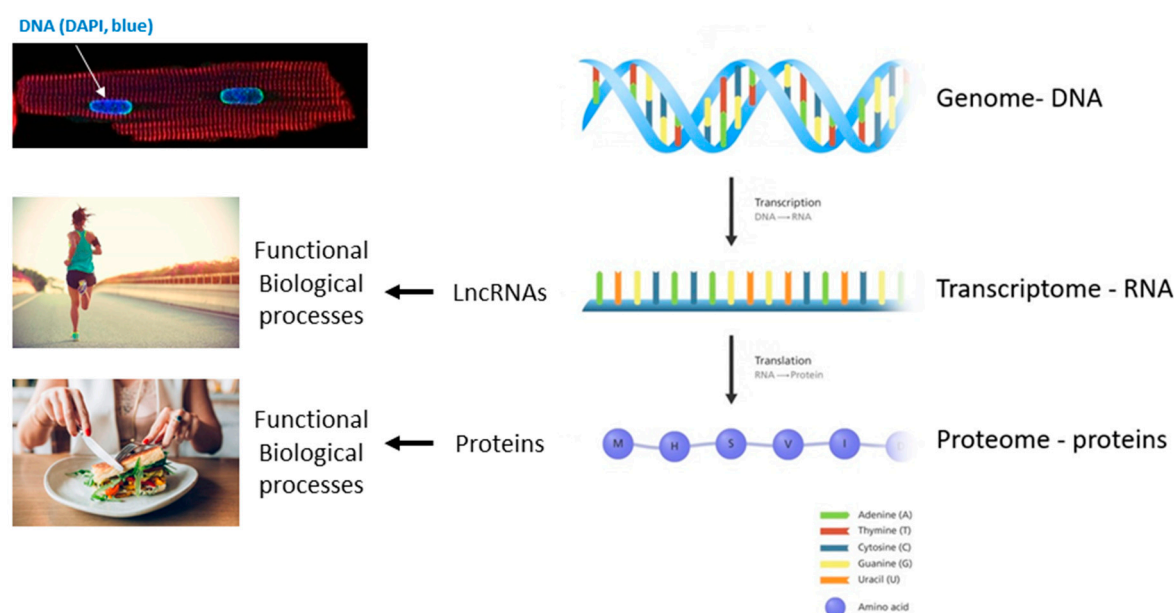 DNA (DAPI, blue)
Genome- DNA
Transcription
DNA → RNA
Functional
Biological
processes
LncRNAs
Transcriptome - RNA
Translation
RNA → Protein
Functional
Biological
processes
Proteins
M H S V I
Proteome - proteins
Adenine (A)
Thymine (T)
Cytosine (C)
Guanine (G)
Uracil (U)
Amino acid